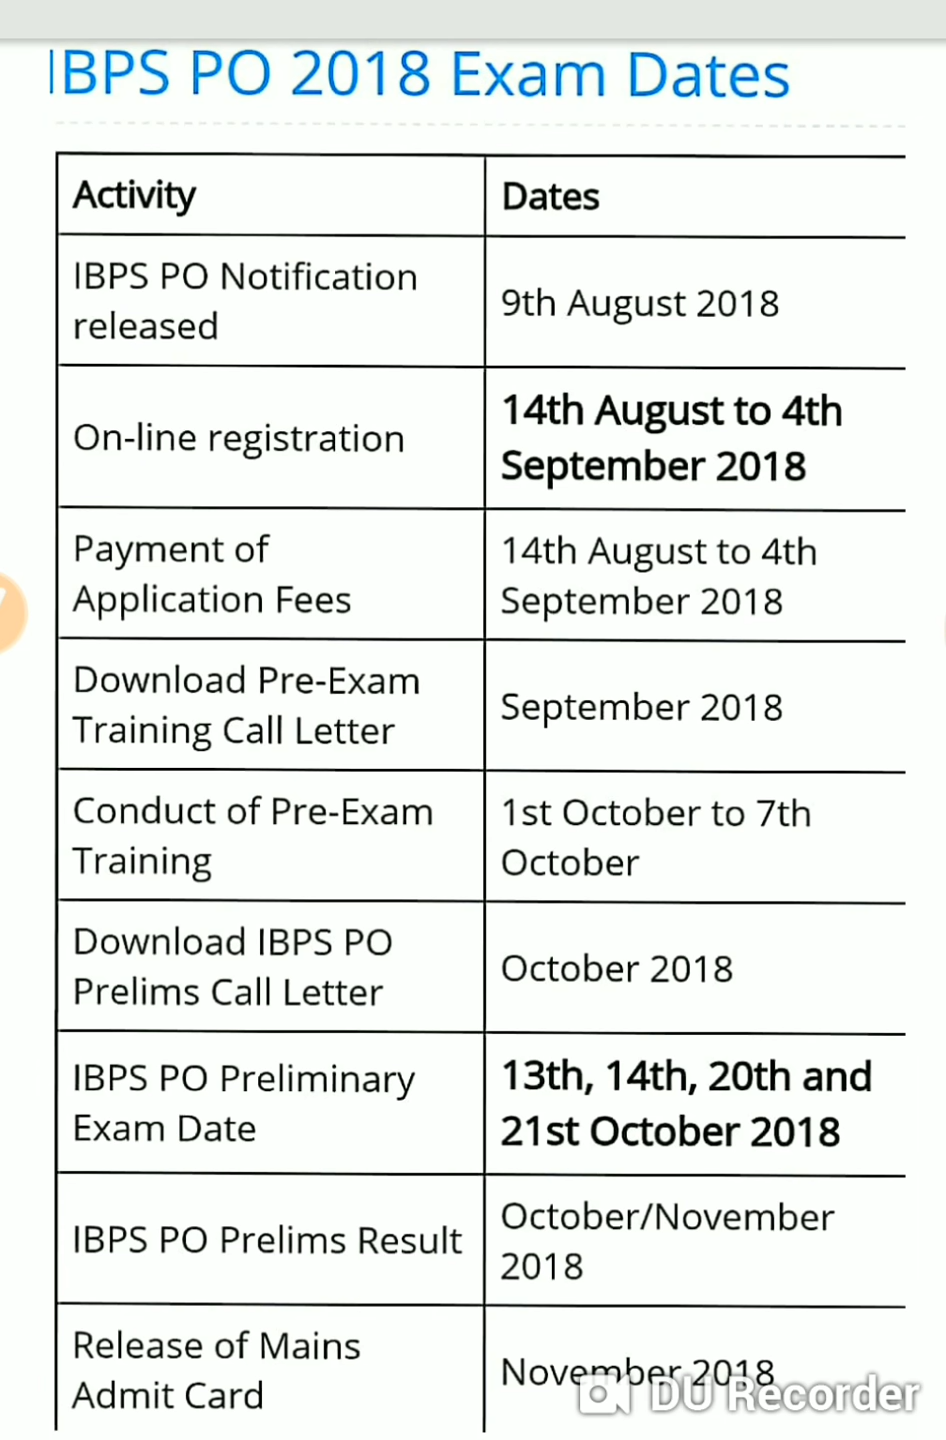 IBPS PO 2018 Exam Dates
Activity
Dates
IBPS PO Notification
released
9th August 2018
On-line registration
14th August to 4th
September 2018
Payment of
Application Fees
14th August to 4th
September 2018
Download Pre-Exam
Training Call Letter
September 2018
Conduct of Pre-Exam
Training
1st October to 7th
October
Download IBPS PO
Prelims Call Letter
October 2018
IBPS PO Preliminary
Exam Date
13th, 14th, 20th and
21st October 2018
IBPS PO Prelims Result
October/November
2018
Release of Mains
Admit Card
November 2018
DU Recorder